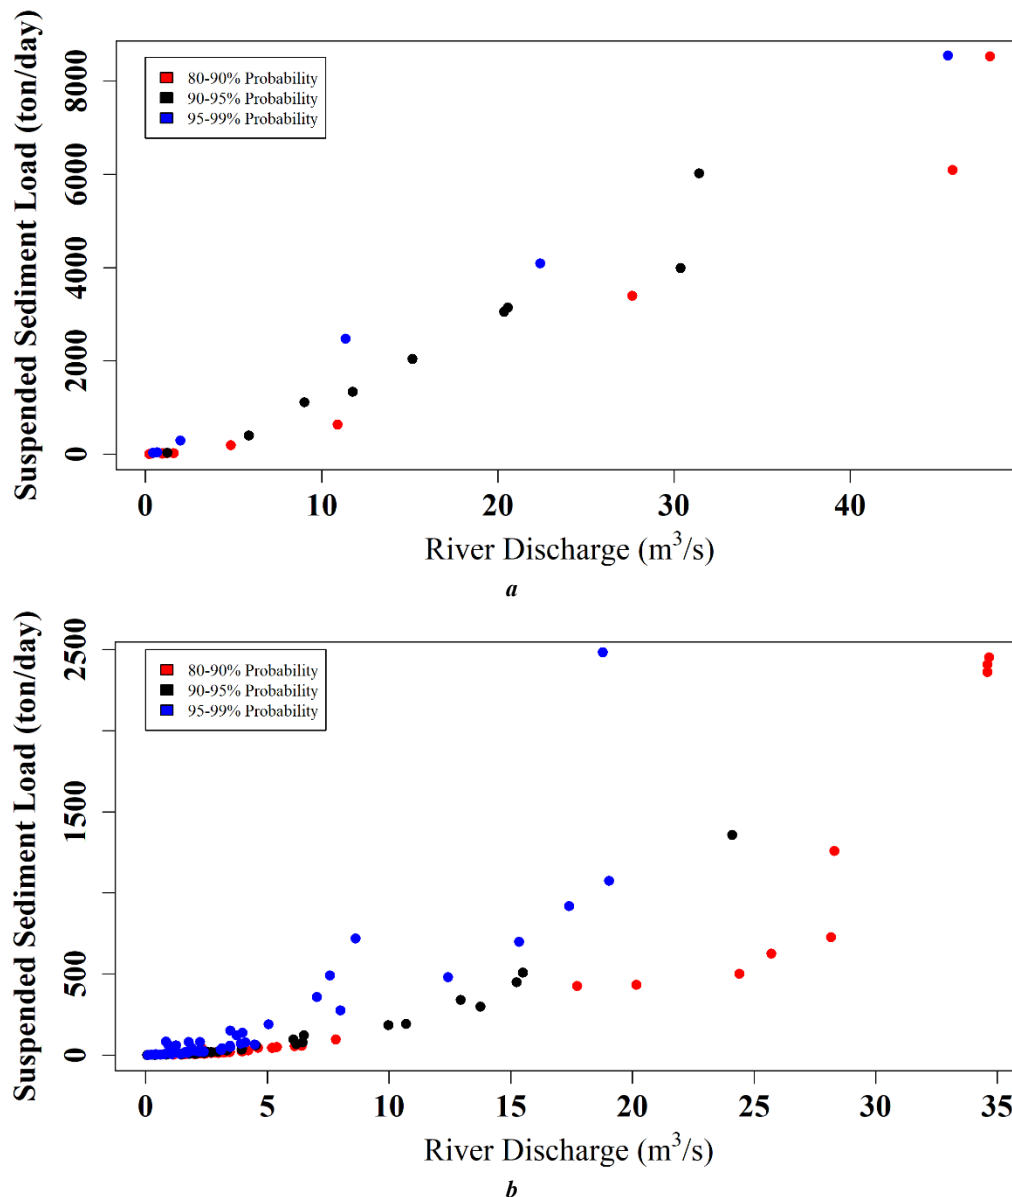 80-90% Probability
90-95% Probability
95-99% Probability
Suspended Sediment Load (ton/day)
0 2000 4000 6000 8000
0 10 20 30 40
River Discharge (m³/s)
a
80-90% Probability
90-95% Probability
95-99% Probability
Suspended Sediment Load (ton/day)
0 500 1500 2500
0 5 10 15 20 25 30 35
River Discharge (m³/s)
b